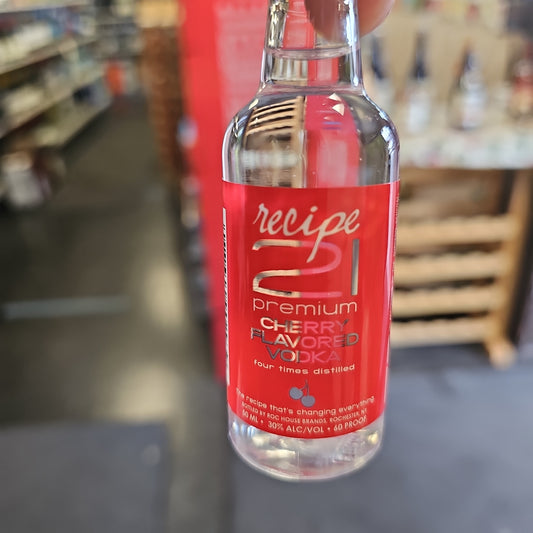 recipe
21
premium
CHERRY
FLAVORED
VODKA
four times distilled
the recipe that's changing everything.
BOTTLED BY ROC HOUSE BRANDS, ROCHESTER, NY
50 ML • 30% ALC/VOL • 60 PROOF